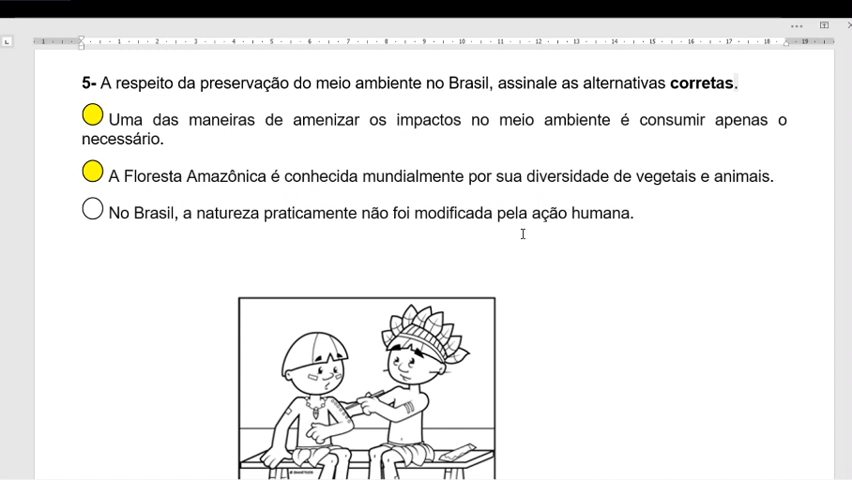 5- A respeito da preservação do meio ambiente no Brasil, assinale as alternativas corretas.
Uma das maneiras de amenizar os impactos no meio ambiente é consumir apenas o
necessário.
A Floresta Amazônica é conhecida mundialmente por sua diversidade de vegetais e animais.
No Brasil, a natureza praticamente não foi modificada pela ação humana.